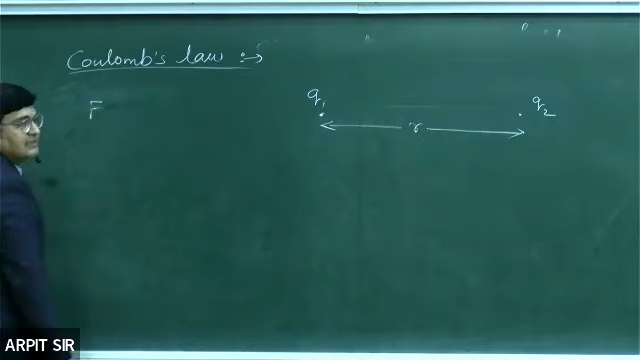 Coulomb's law :→
F
q₁ q₂
r
ARPIT SIR